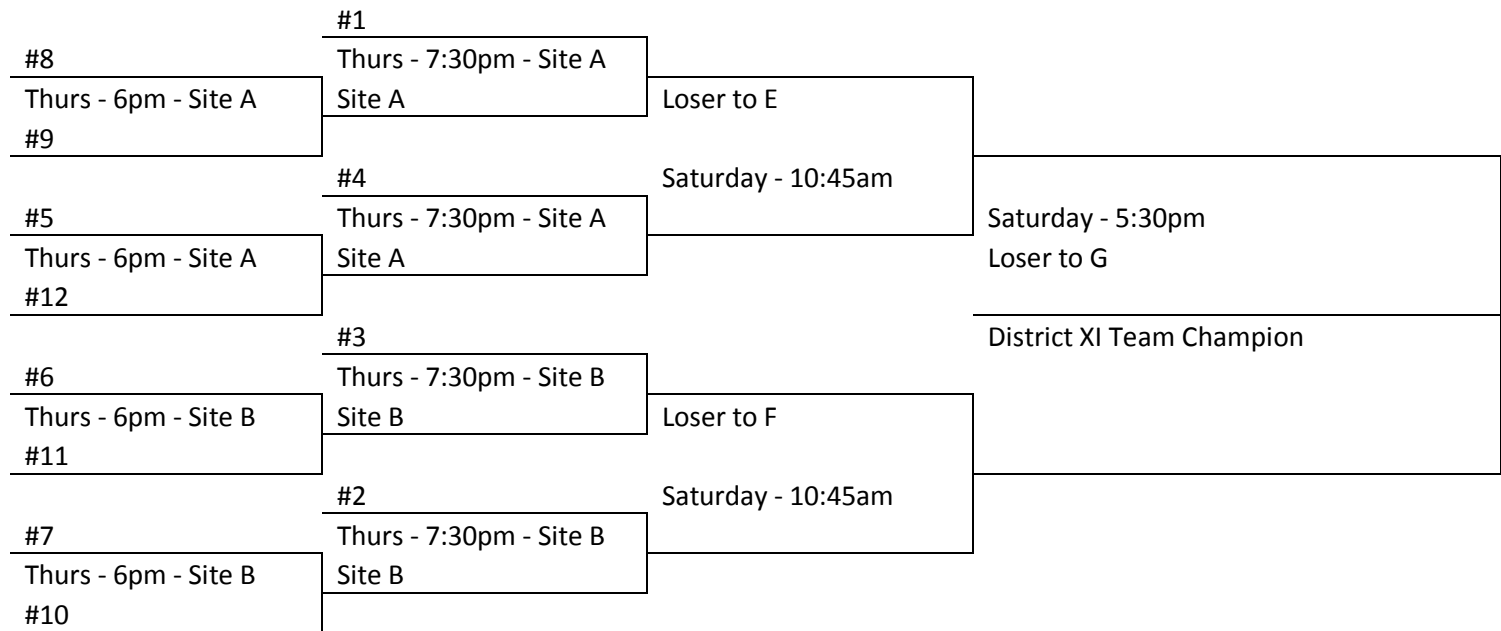 #1
#8
Thurs - 7:30pm - Site A
Thurs - 6pm - Site A
Site A
Loser to E
#9
#4
Saturday - 10:45am
#5
Thurs - 7:30pm - Site A
Saturday - 5:30pm
Thurs - 6pm - Site A
Site A
Loser to G
#12
#3
District XI Team Champion
#6
Thurs - 7:30pm - Site B
Thurs - 6pm - Site B
Site B
Loser to F
#11
#2
Saturday - 10:45am
#7
Thurs - 7:30pm - Site B
Thurs - 6pm - Site B
Site B
#10